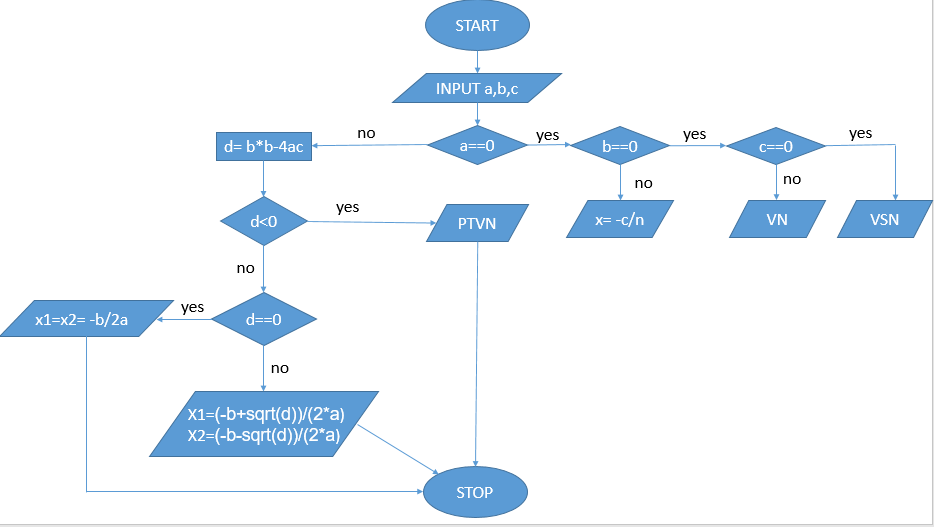 START
INPUT a,b,c
no
yes
yes
yes
d= b*b-4ac
a==0
b==0
c==0
no
no
d<0
yes
PTVN
x= -c/n
VN
VSN
no
yes
x1=x2= -b/2a
d==0
no
X1=(-b+sqrt(d))/(2*a)
X2=(-b-sqrt(d))/(2*a)
STOP